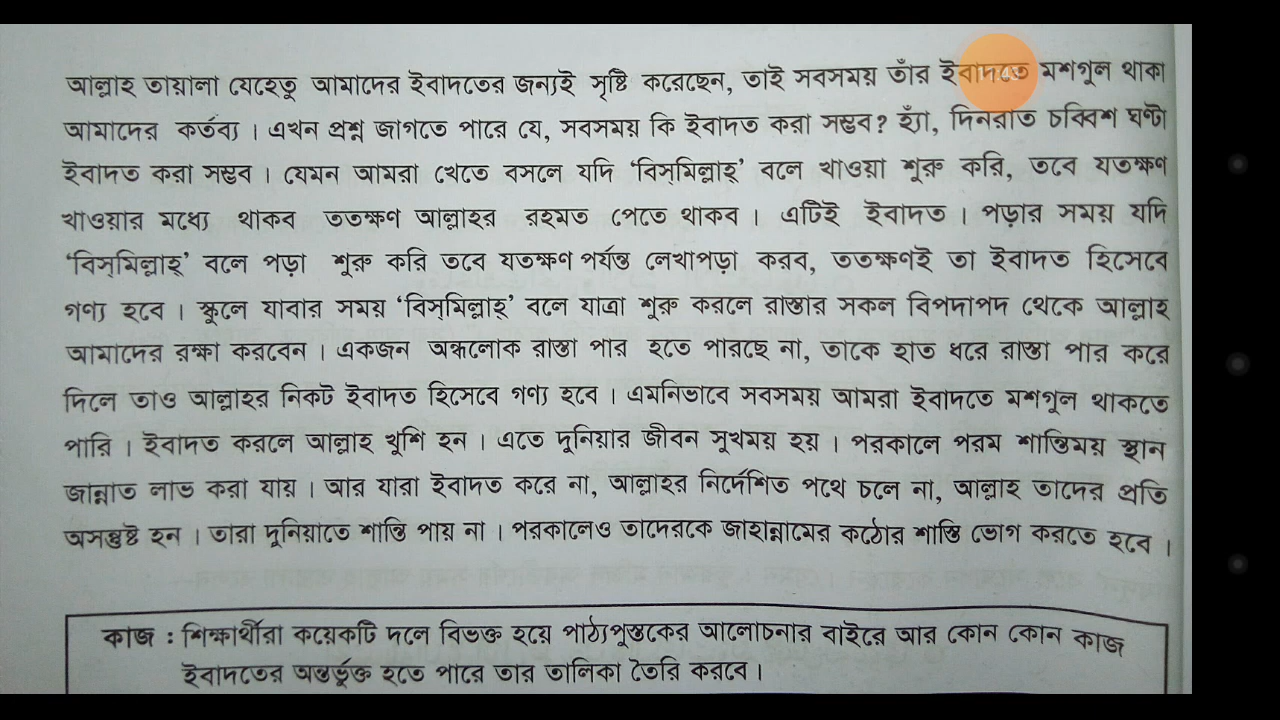 আল্লাহ তায়ালা যেহেতু আমাদের ইবাদতের জন্যই সৃষ্টি করেছেন, তাই সবসময় তাঁর ইবাদতে মশগুল থাকা
আমাদের কর্তব্য । এখন প্রশ্ন জাগতে পারে যে, সবসময় কি ইবাদত করা সম্ভব? হ্যাঁ, দিনরাত চব্বিশ ঘণ্টা
ইবাদত করা সম্ভব । যেমন আমরা খেতে বসলে যদি ‘বিস্‌মিল্লাহ্’ বলে খাওয়া শুরু করি, তবে যতক্ষণ
খাওয়ার মধ্যে থাকব ততক্ষণ আল্লাহর রহমত পেতে থাকব । এটিই ইবাদত । পড়ার সময় যদি
‘বিস্‌মিল্লাহ্’ বলে পড়া শুরু করি তবে যতক্ষণ পর্যন্ত লেখাপড়া করব, ততক্ষণই তা ইবাদত হিসেবে
গণ্য হবে । স্কুলে যাবার সময় ‘বিস্‌মিল্লাহ্’ বলে যাত্রা শুরু করলে রাস্তার সকল বিপদাপদ থেকে আল্লাহ
আমাদের রক্ষা করবেন । একজন অন্ধলোক রাস্তা পার হতে পারছে না, তাকে হাত ধরে রাস্তা পার করে
দিলে তাও আল্লাহর নিকট ইবাদত হিসেবে গণ্য হবে । এমনিভাবে সবসময় আমরা ইবাদতে মশগুল থাকতে
পারি । ইবাদত করলে আল্লাহ খুশি হন । এতে দুনিয়ার জীবন সুখময় হয় । পরকালে পরম শান্তিময় স্থান
জান্নাত লাভ করা যায় । আর যারা ইবাদত করে না, আল্লাহর নির্দেশিত পথে চলে না, আল্লাহ তাদের প্রতি
অসন্তুষ্ট হন । তারা দুনিয়াতে শান্তি পায় না । পরকালেও তাদেরকে জাহান্নামের কঠোর শাস্তি ভোগ করতে হবে ।
কাজ : শিক্ষার্থীরা কয়েকটি দলে বিভক্ত হয়ে পাঠ্যপুস্তকের আলোচনার বাইরে আর কোন কোন কাজ
ইবাদতের অন্তর্ভুক্ত হতে পারে তার তালিকা তৈরি করবে ।